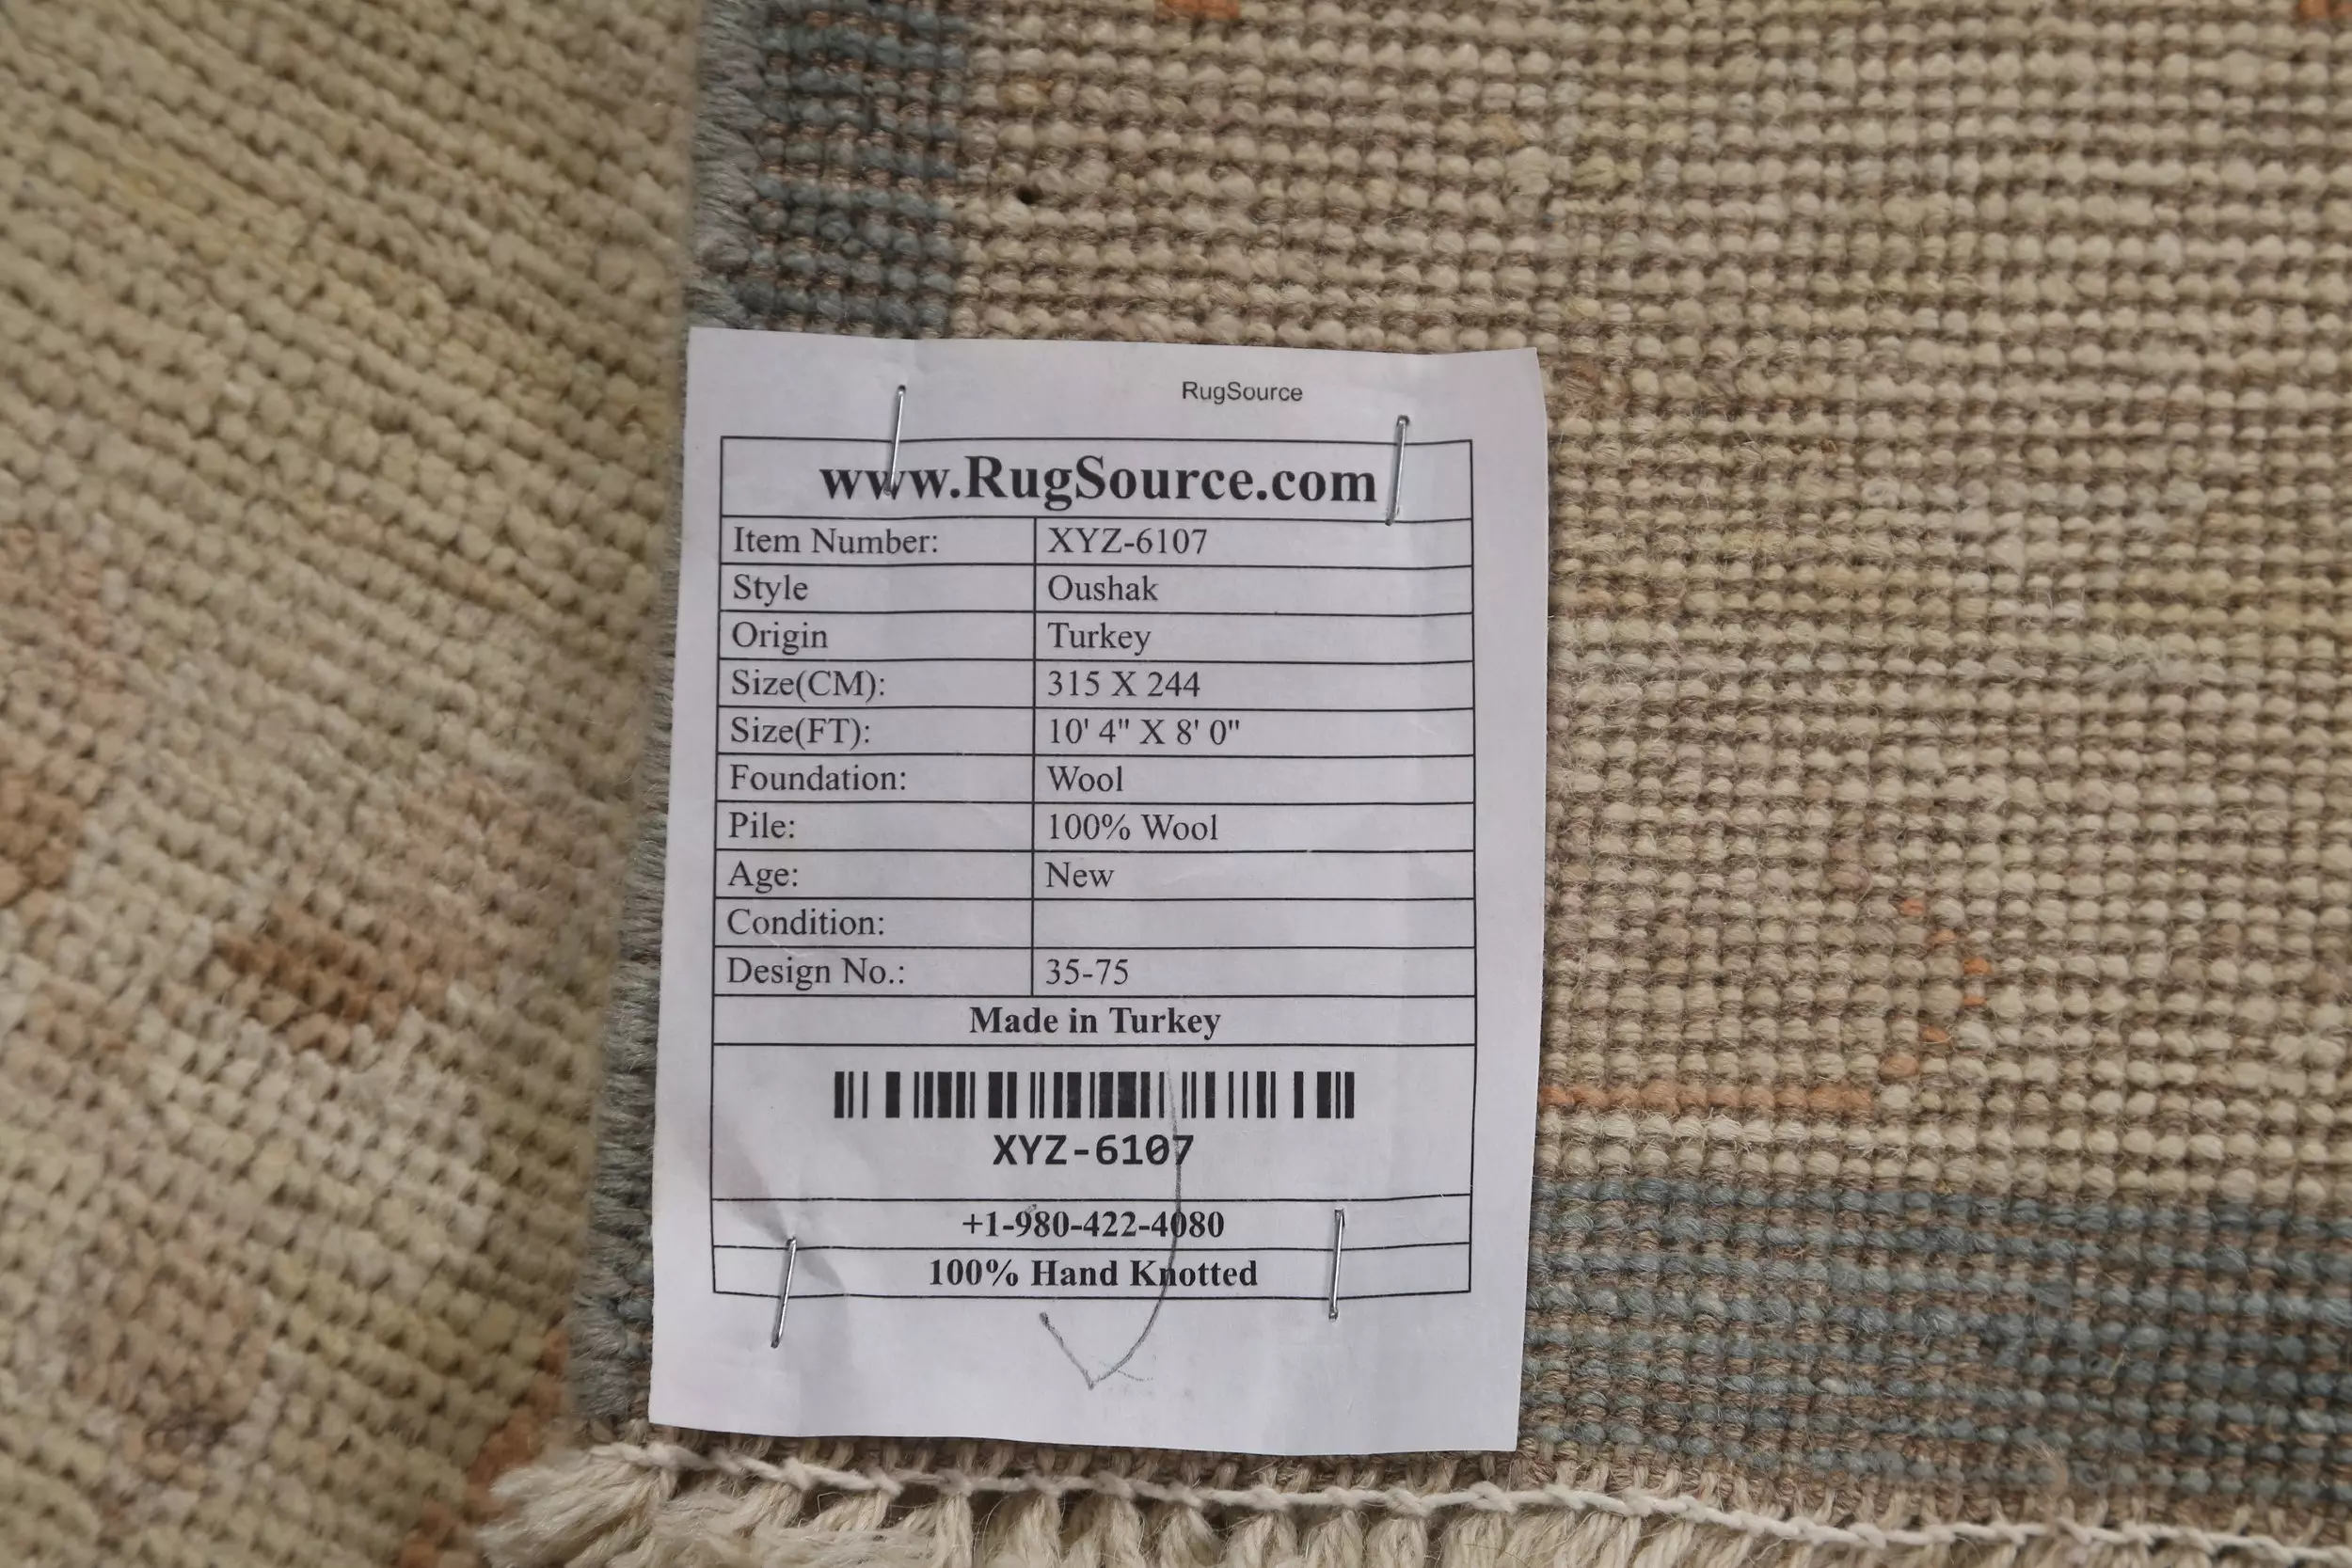 RugSource
www.RugSource.com
Item Number: XYZ-6107
Style Oushak
Origin Turkey
Size(CM): 315 X 244
Size(FT): 10' 4" X 8' 0"
Foundation: Wool
Pile: 100% Wool
Age: New
Condition:
Design No.: 35-75
Made in Turkey
XYZ-6107
+1-980-422-4080
100% Hand Knotted